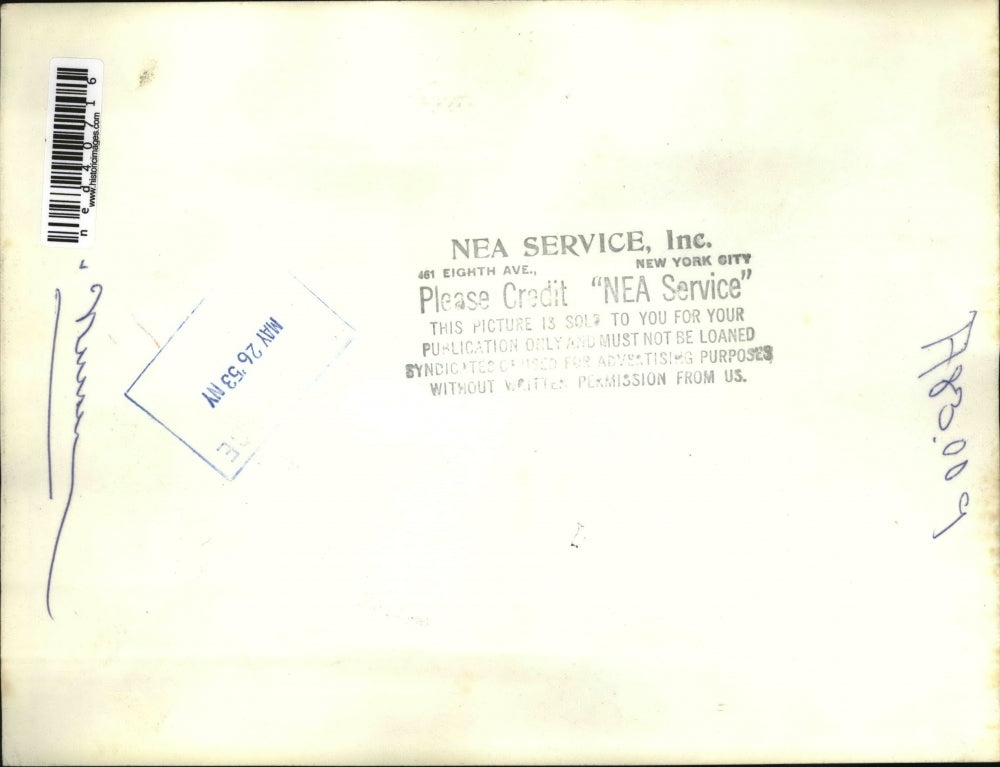 ned40716
www.historicimages.com
NEA SERVICE, Inc.
461 EIGHTH AVE., NEW YORK CITY
Please Credit "NEA Service"
THIS PICTURE IS SOLD TO YOU FOR YOUR
PUBLICATION ONLY AND MUST NOT BE LOANED
SYNDICATED OR USED FOR ADVERTISING PURPOSES
WITHOUT WRITTEN PERMISSION FROM US.
MAY 26 '53 NY